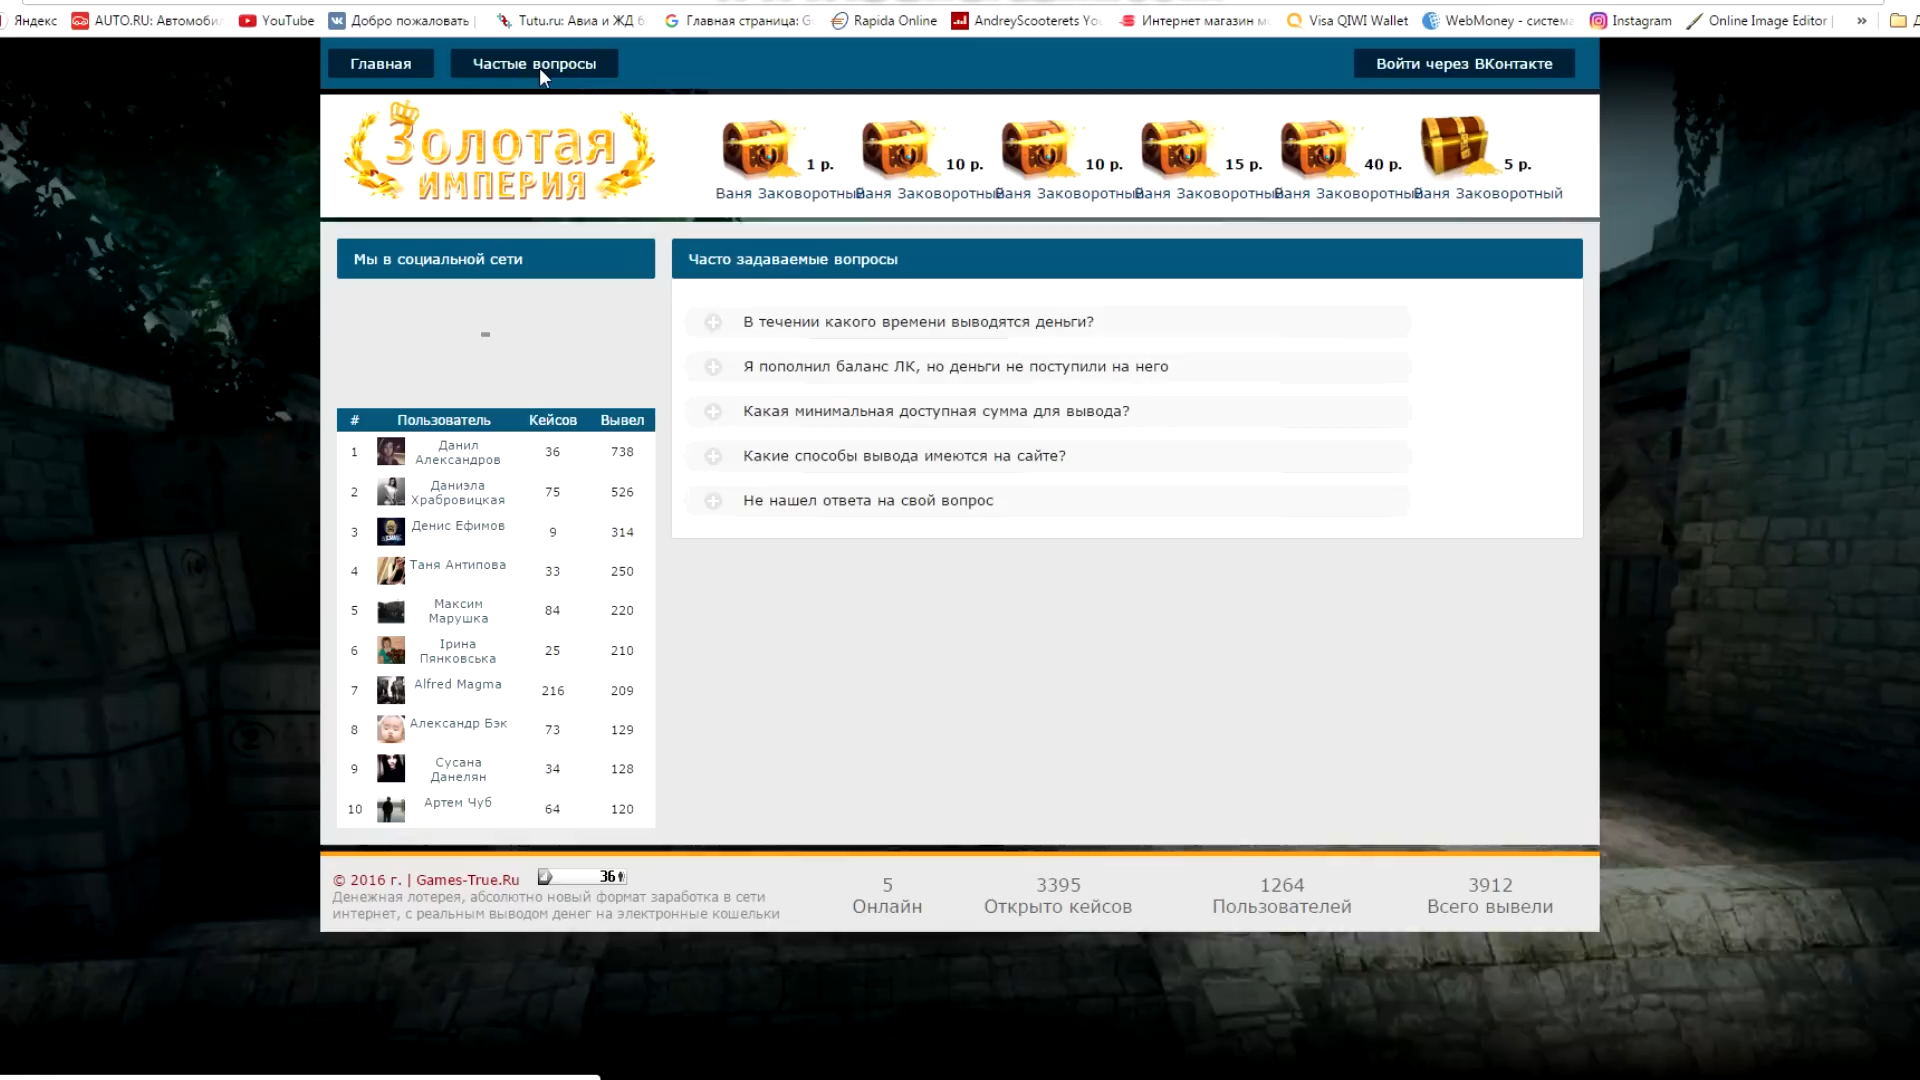 Яндекс
AUTO.RU: Автомобил
YouTube
Добро пожаловать
Tutu.ru: Авиа и ЖД б
Главная страница: G
Rapida Online
AndreyScooterets Yo
Интернет магазин м
Visa QIWI Wallet
WebMoney - систем
Instagram
Online Image Editor
»
Главная
Частые вопросы
Войти через ВКонтакте
Золотая
ИМПЕРИЯ
1 р.
10 р.
10 р.
15 р.
40 р.
5 р.
Ваня Заковоротный
Ваня Заковоротный
Ваня Заковоротный
Ваня Заковоротный
Ваня Заковоротный
Ваня Заковоротный
Мы в социальной сети
Часто задаваемые вопросы
В течении какого времени выводятся деньги?
Я пополнил баланс ЛК, но деньги не поступили на него
Какая минимальная доступная сумма для вывода?
Какие способы вывода имеются на сайте?
Не нашел ответа на свой вопрос
# Пользователь Кейсов Вывел
1 Данил Александров 36 738
2 Даниэла Храбровицкая 75 526
3 Денис Ефимов 9 314
4 Таня Антипова 33 250
5 Максим Марушка 84 220
6 Ірина Пянковська 25 210
7 Alfred Magma 216 209
8 Александр Бэк 73 129
9 Сусана Данелян 34 128
10 Артем Чуб 64 120
© 2016 г. | Games-True.Ru
36
Денежная лотерея, абсолютно новый формат заработка в сети
интернет, с реальным выводом денег на электронные кошельки
5
Онлайн
3395
Открыто кейсов
1264
Пользователей
3912
Всего вывели